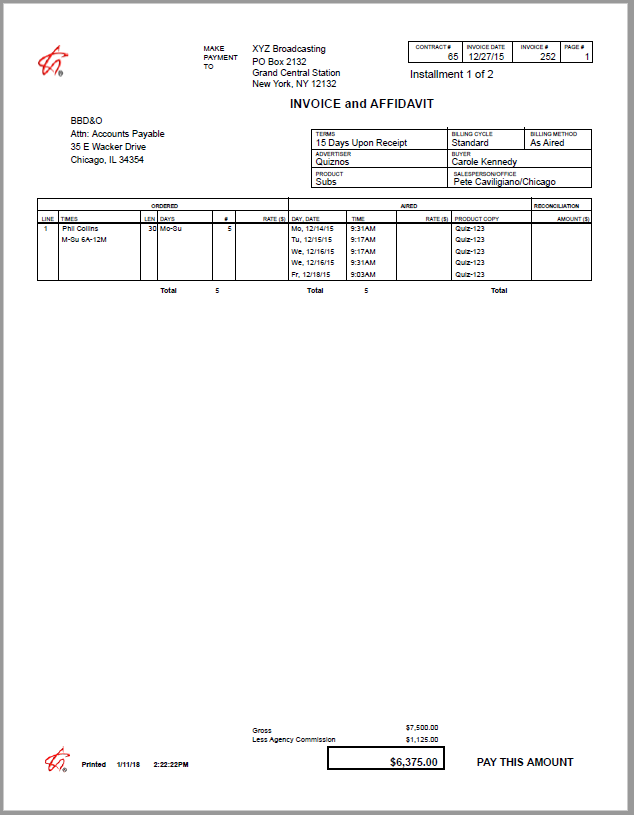 MAKE PAYMENT TO
XYZ Broadcasting
PO Box 2132
Grand Central Station
New York, NY 12132
CONTRACT # INVOICE DATE INVOICE # PAGE #
65 12/27/15 252 1
Installment 1 of 2
INVOICE and AFFIDAVIT
BBD&O
Attn: Accounts Payable
35 E Wacker Drive
Chicago, IL 34354
TERMS BILLING CYCLE BILLING METHOD
15 Days Upon Receipt Standard As Aired
ADVERTISER BUYER
Quiznos Carole Kennedy
PRODUCT SALESPERSON/OFFICE
Subs Pete Caviligiano/Chicago
ORDERED AIRED RECONCILIATION
LINE TIMES LEN DAYS # RATE ($) DAY, DATE TIME RATE ($) PRODUCT COPY AMOUNT ($)
1 Phil Collins 30 Mo-Su 5 Mo, 12/14/15 9:31AM Quiz-123
M-Su 6A-12M Tu, 12/15/15 9:17AM Quiz-123
We, 12/16/15 9:17AM Quiz-123
We, 12/16/15 9:31AM Quiz-123
Fr, 12/18/15 9:03AM Quiz-123
Total 5 Total 5 Total
Gross $7,500.00
Less Agency Commission $1,125.00
$6,375.00 PAY THIS AMOUNT
Printed 1/11/18 2:22:22PM